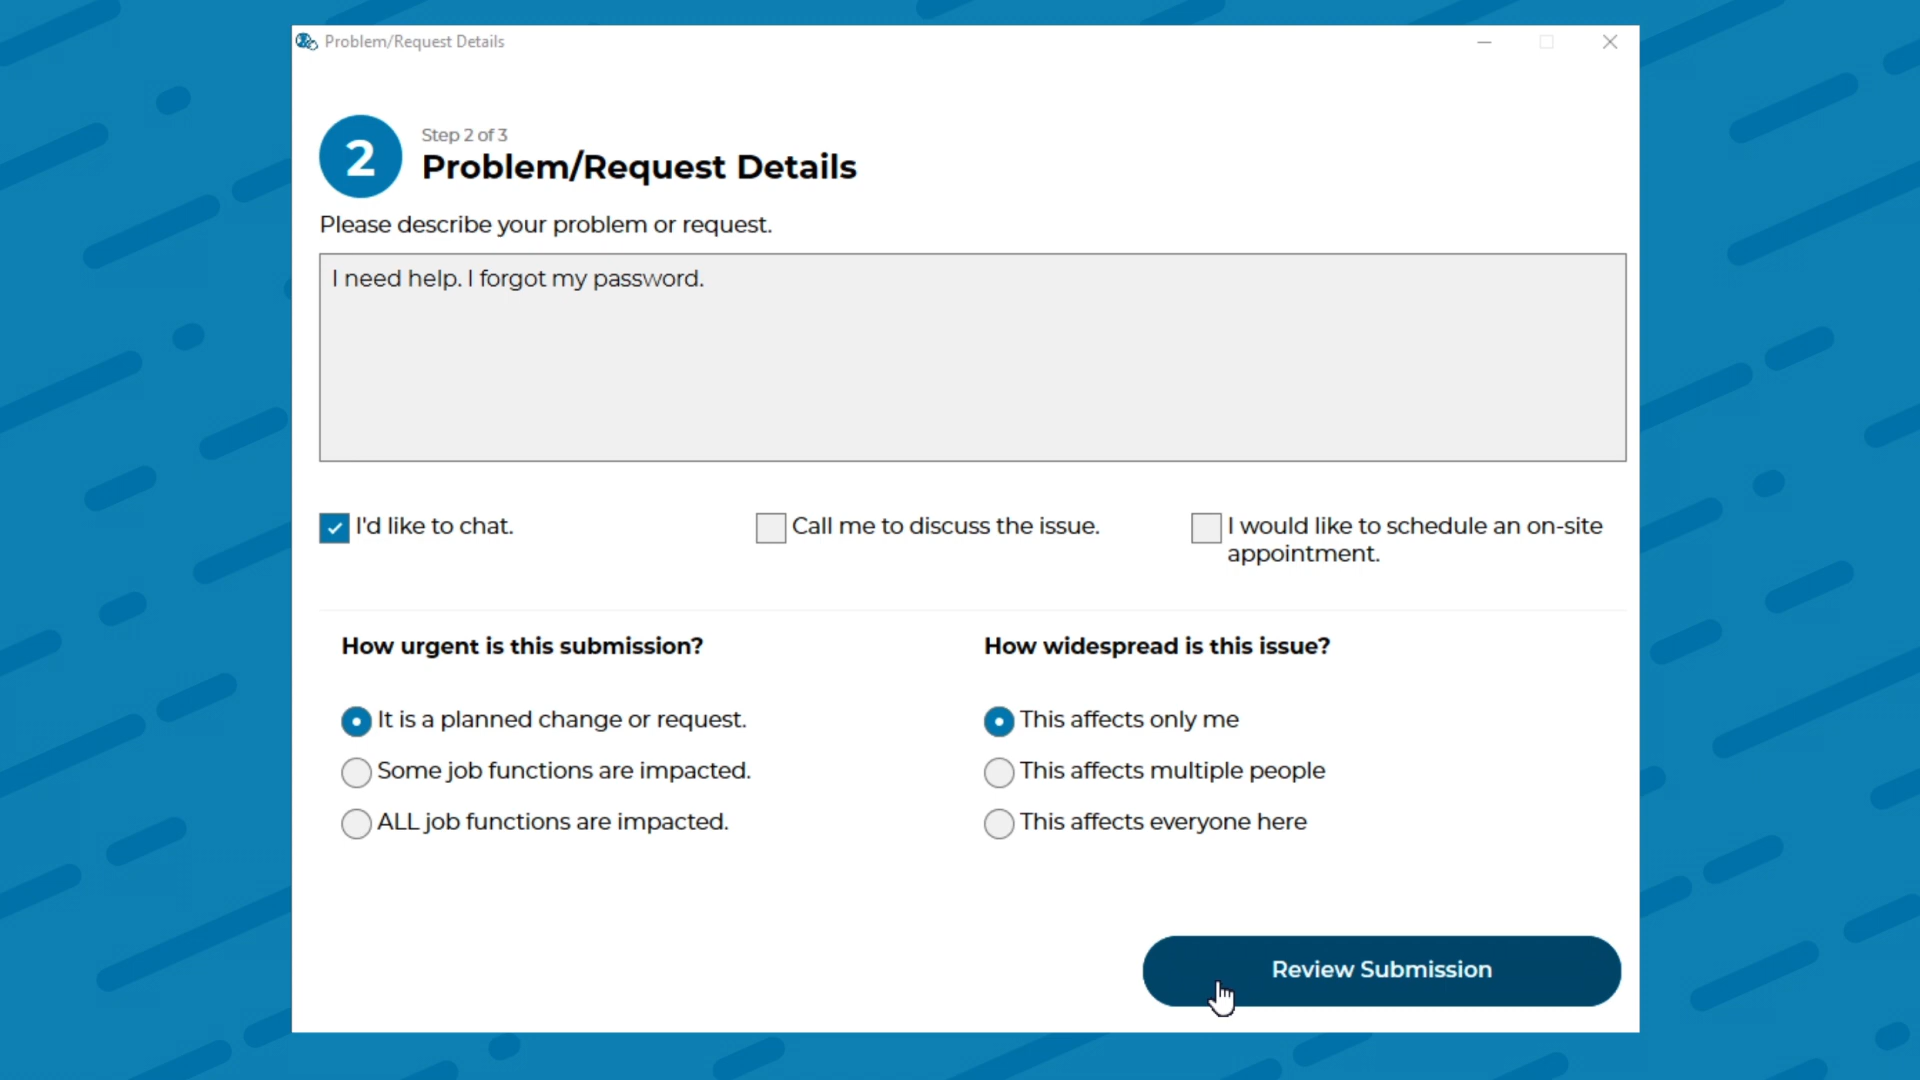 Problem/Request Details
2
Step 2 of 3
Problem/Request Details
Please describe your problem or request.
I need help. I forgot my password.
I'd like to chat.
Call me to discuss the issue.
I would like to schedule an on-site
appointment.
How urgent is this submission?
It is a planned change or request.
Some job functions are impacted.
ALL job functions are impacted.
How widespread is this issue?
This affects only me
This affects multiple people
This affects everyone here
Review Submission